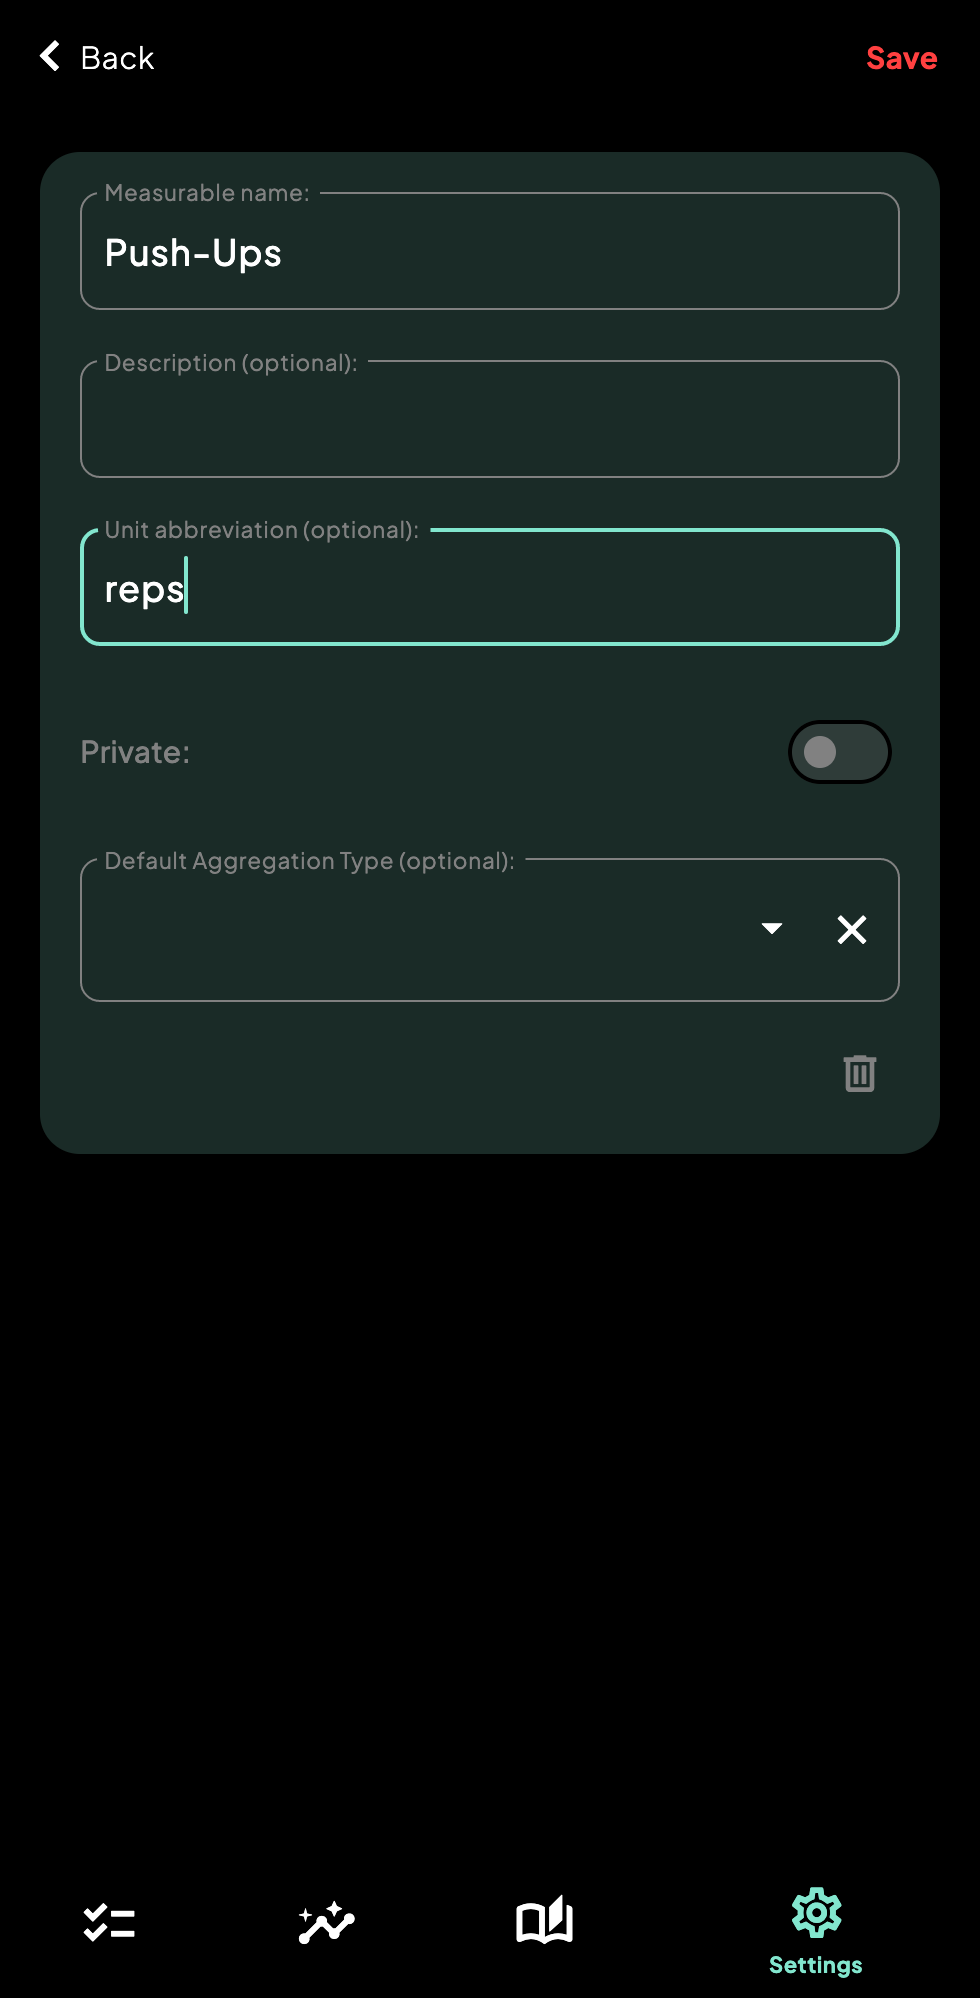 Back
Save
Measurable name:
Push-Ups
Description (optional):
Unit abbreviation (optional):
reps
Private:
Default Aggregation Type (optional):
Settings